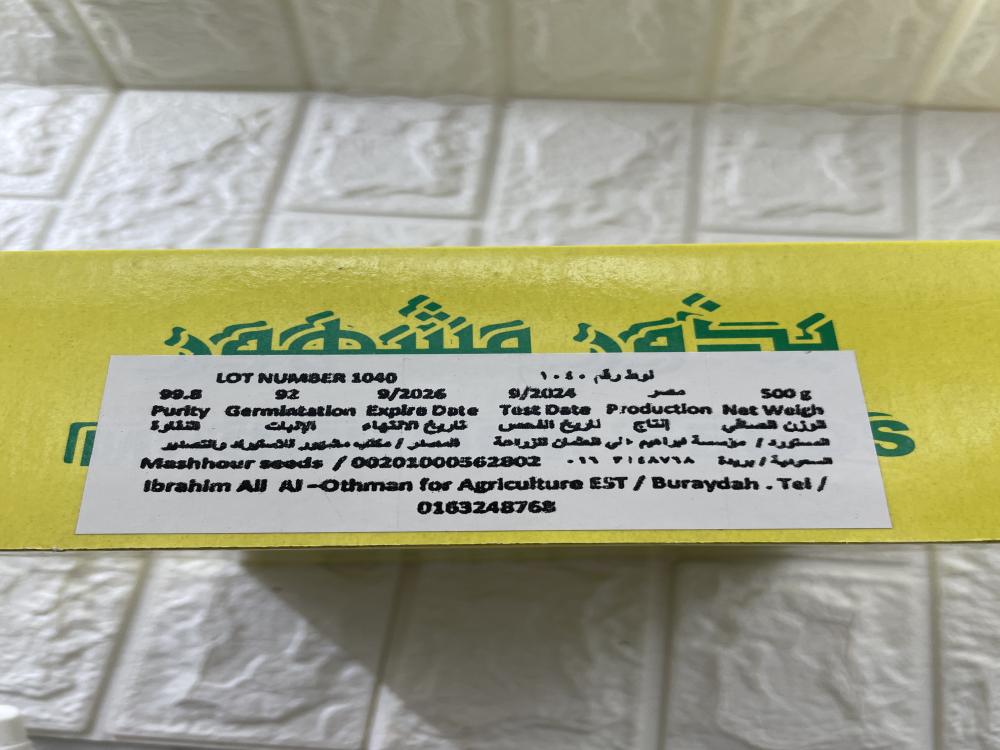 بذور مشهور
LOT NUMBER 1040 لوط رقم ١٠٤٠
99.8 92 9/2026 9/2024 مصر 500 g
Purity Germintation Expire Date Test Date Production Net Weigh
الوزن الصافي إنتاج تاريخ الفحص تاريخ الانتهاء الإنبات النقاوة
المستورد / مؤسسة ابراهيم علي العثمان للزراعة المصدر / مكتب مشهور للاستيراد والتصدير
السعودية / بريدة ٠١٦٣٢٤٨٧٦٨ Mashhour seeds / 00201000562802
Ibrahim Ali Al-Othman for Agriculture EST / Buraydah . Tel /
0163248768